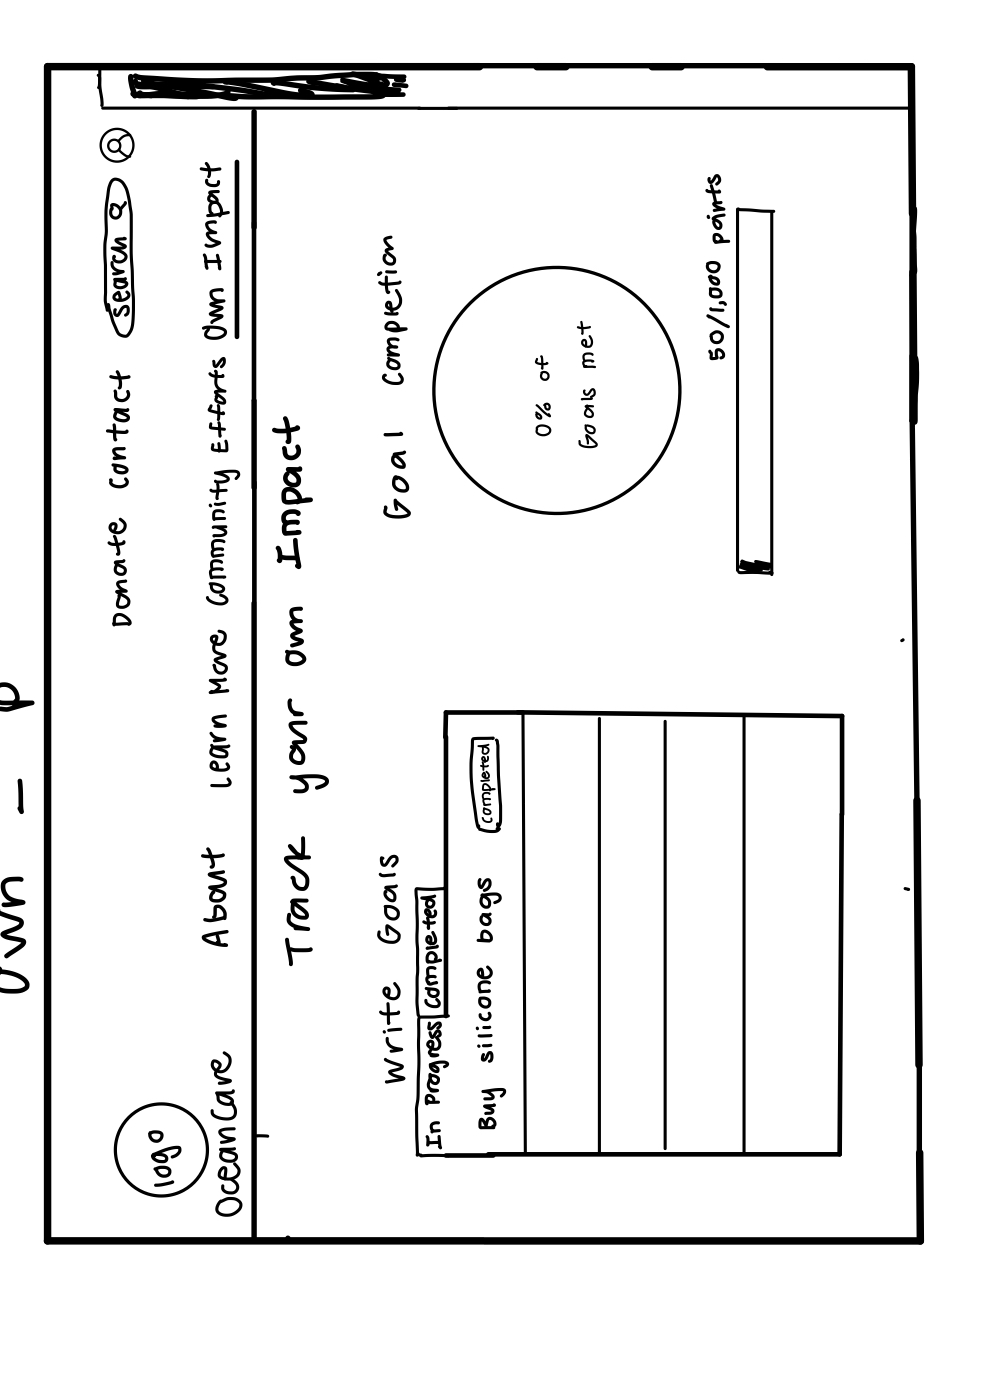 own
Donate Contact search
logo
OceanCare
About Learn More Community Efforts Own Impact
Track your own Impact
Write Goals
In Progress Completed
Buy silicone bags completed
Goal Completion
0% of
Goals met
50/1,000 points